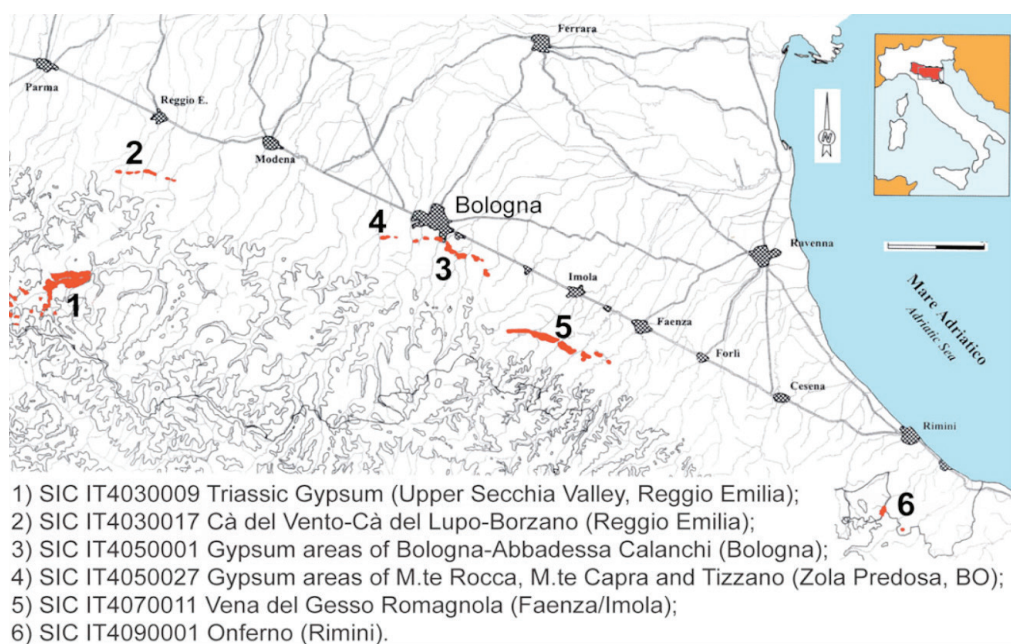 Ferrara
Parma
Reggio E.
Modena
2
Bologna
4
3
Ravenna
1
Imola
5
Faenza
Forlì
Cesena
Rimini
6
N
Mare Adriatico
Adriatic Sea
1) SIC IT4030009 Triassic Gypsum (Upper Secchia Valley, Reggio Emilia);
2) SIC IT4030017 Cà del Vento-Cà del Lupo-Borzano (Reggio Emilia);
3) SIC IT4050001 Gypsum areas of Bologna-Abbadessa Calanchi (Bologna);
4) SIC IT4050027 Gypsum areas of M.te Rocca, M.te Capra and Tizzano (Zola Predosa, BO);
5) SIC IT4070011 Vena del Gesso Romagnola (Faenza/Imola);
6) SIC IT4090001 Onferno (Rimini).